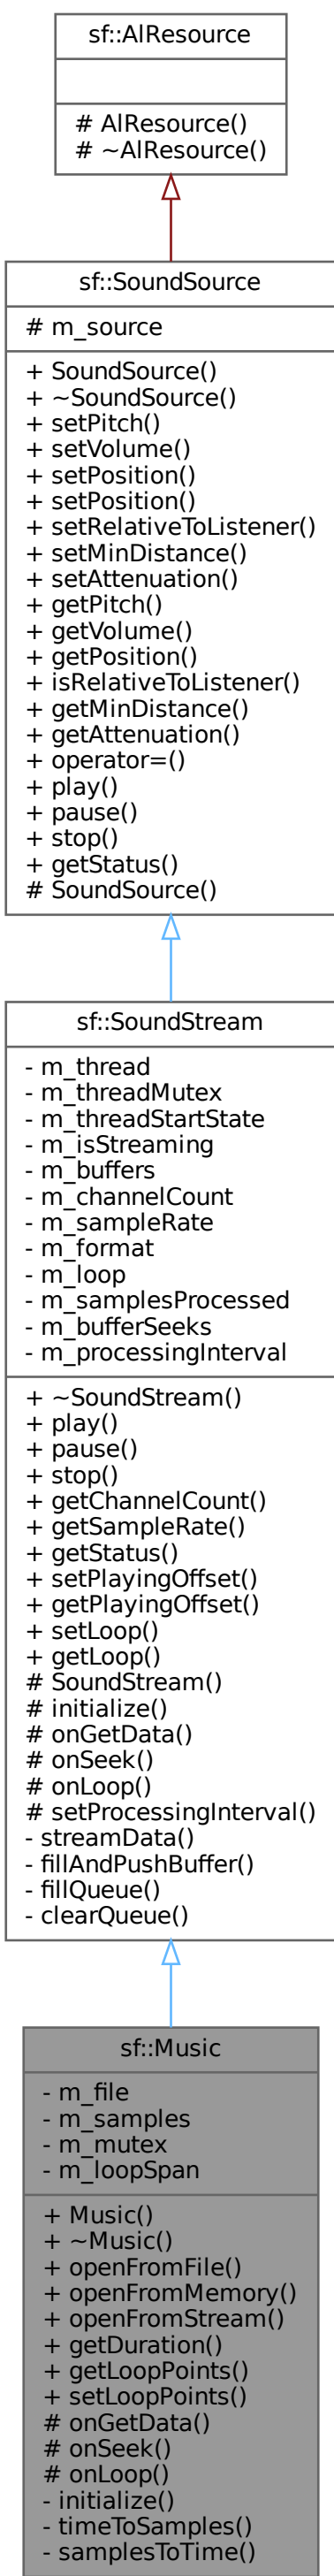 sf::AlResource
# AlResource()
# ~AlResource()
sf::SoundSource
# m_source
+ SoundSource()
+ ~SoundSource()
+ setPitch()
+ setVolume()
+ setPosition()
+ setPosition()
+ setRelativeToListener()
+ setMinDistance()
+ setAttenuation()
+ getPitch()
+ getVolume()
+ getPosition()
+ isRelativeToListener()
+ getMinDistance()
+ getAttenuation()
+ operator=()
+ play()
+ pause()
+ stop()
+ getStatus()
# SoundSource()
sf::SoundStream
- m_thread
- m_threadMutex
- m_threadStartState
- m_isStreaming
- m_buffers
- m_channelCount
- m_sampleRate
- m_format
- m_loop
- m_samplesProcessed
- m_bufferSeeks
- m_processingInterval
+ ~SoundStream()
+ play()
+ pause()
+ stop()
+ getChannelCount()
+ getSampleRate()
+ getStatus()
+ setPlayingOffset()
+ getPlayingOffset()
+ setLoop()
+ getLoop()
# SoundStream()
# initialize()
# onGetData()
# onSeek()
# onLoop()
# setProcessingInterval()
- streamData()
- fillAndPushBuffer()
- fillQueue()
- clearQueue()
sf::Music
- m_file
- m_samples
- m_mutex
- m_loopSpan
+ Music()
+ ~Music()
+ openFromFile()
+ openFromMemory()
+ openFromStream()
+ getDuration()
+ getLoopPoints()
+ setLoopPoints()
# onGetData()
# onSeek()
# onLoop()
- initialize()
- timeToSamples()
- samplesToTime()